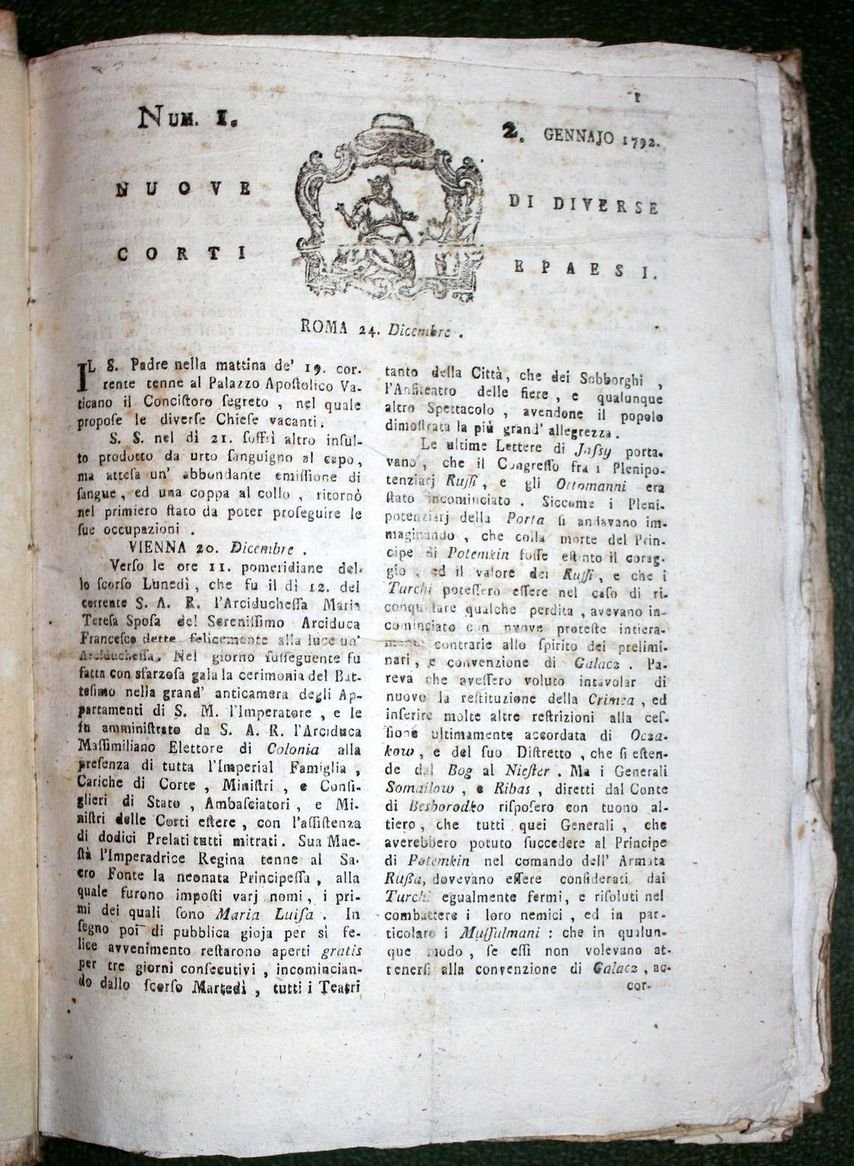 1
NUM. I.
2. GENNAJO 1792.
NUOVE
DI DIVERSE
CORTI
E PAESI.
ROMA 24. Dicembre.
IL S. Padre nella mattina de' 19. cor-
rente tenne al Palazzo Apoſtolico Va-
ticano il Conciſtoro ſegreto, nel quale
propoſe le diverſe Chieſe vacanti.
S. S. nel dì 21. ſoffrì altro inſul-
to prodotto da urto ſanguigno al capo,
ma atteſa un' abbondante emiſſione di
ſangue, ed una coppa al collo, ritornò
nel primiero ſtato da poter proſeguire le
ſue occupazioni.
VIENNA 20. Dicembre.
Verſo le ore 11. pomeridiane del-
lo ſcorſo Lunedì, che fu il dì 12. del
corrente S. A. R. l'Arciducheſſa Maria
Tereſa Spoſa del Sereniſſimo Arciduca
Franceſco dette felicemente alla luce un'
Arciducheſſa. Nel giorno ſuſſeguente fu
fatta con sfarzoſa gala la cerimonia del Bat-
teſimo nella grand' anticamera degli Ap-
partamenti di S. M. l'Imperatore, e le
fu amminiſtrato da S. A. R. l'Arciduca
Maſſimiliano Elettore di Colonia alla
preſenza di tutta l'Imperial Famiglia,
Cariche di Corte, Miniſtri, e Conſi-
glieri di Stato, Ambaſciatori, e Mi-
niſtri delle Corti eſtere, con l'aſſiſtenza
di dodici Prelati tutti mitrati. Sua Mae-
ſtà l'Imperadrice Regina tenne al Sa-
cro Fonte la neonata Principeſſa, alla
quale furono impoſti varj nomi, i pri-
mi dei quali ſono Maria Luiſa. In
ſegno poi di pubblica gioja per sì fe-
lice avvenimento reſtarono aperti gratis
per tre giorni conſecutivi, incomincian-
do dallo ſcorſo Martedì, tutti i Teatri
tanto della Città, che dei Sobborghi,
l'Anfiteatro delle fiere, e qualunque
altro Spettacolo, avendone il popolo
dimoſtrata la più grand' allegrezza.
Le ultime Lettere di Jaſſy porta-
vano, che il Congreſſo fra i Plenipo-
tenziarj Ruſſi, e gli Ottomanni era
ſtato incominciato. Siccome i Pleni-
potenziarj della Porta ſi andavano im-
maginando, che colla morte del Prin-
cipe di Potemkin foſſe eſtinto il corag-
gio, ed il valore dei Ruſſi, e che i
Turchi poteſſero eſſere nel caſo di ri-
conquiſtare qualche perdita, avevano in-
cominciato con nuove proteſte intiera-
mente contrarie allo ſpirito dei prelimi-
nari, e convenzione di Galacz. Pa-
reva che aveſſero voluto intavolar di
nuovo la reſtituzione della Crimea, ed
inſerire molte altre reſtrizioni alla ceſ-
ſione ultimamente accordata di Ocza-
kow, e del ſuo Diſtretto, che ſi eſten-
de dal Bog al Nieſter. Ma i Generali
Somailow, e Ribas, diretti dal Conte
di Besborodko riſpoſero con tuono al-
tiero, che tutti quei Generali, che
averebbero potuto ſuccedere al Principe
di Potemkin nel comando dell' Armata
Rußa, dovevano eſſere conſiderati dai
Turchi egualmente fermi, e riſoluti nel
combattere i loro nemici, ed in par-
ticolare i Muſſulmani: che in qualun-
que modo, ſe eſſi non volevano at-
tenerſi alla convenzione di Galacz, ac-
cor-